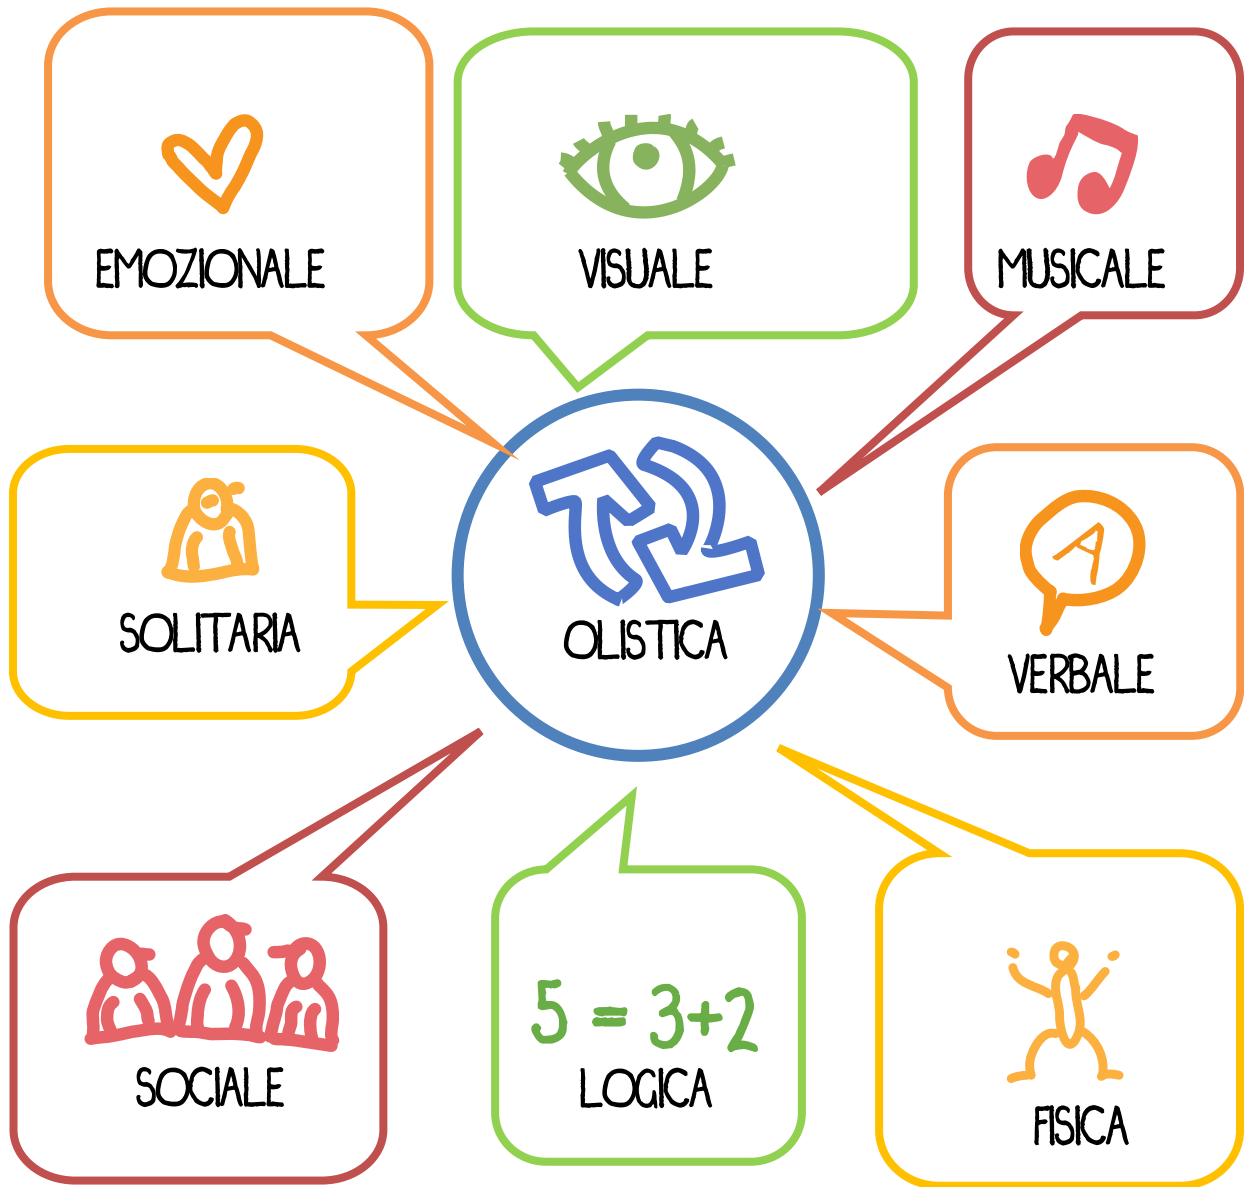 EMOZIONALE
VISUALE
MUSICALE
SOLITARIA
OLISTICA
A
VERBALE
SOCIALE
5 = 3+2
LOGICA
FISICA